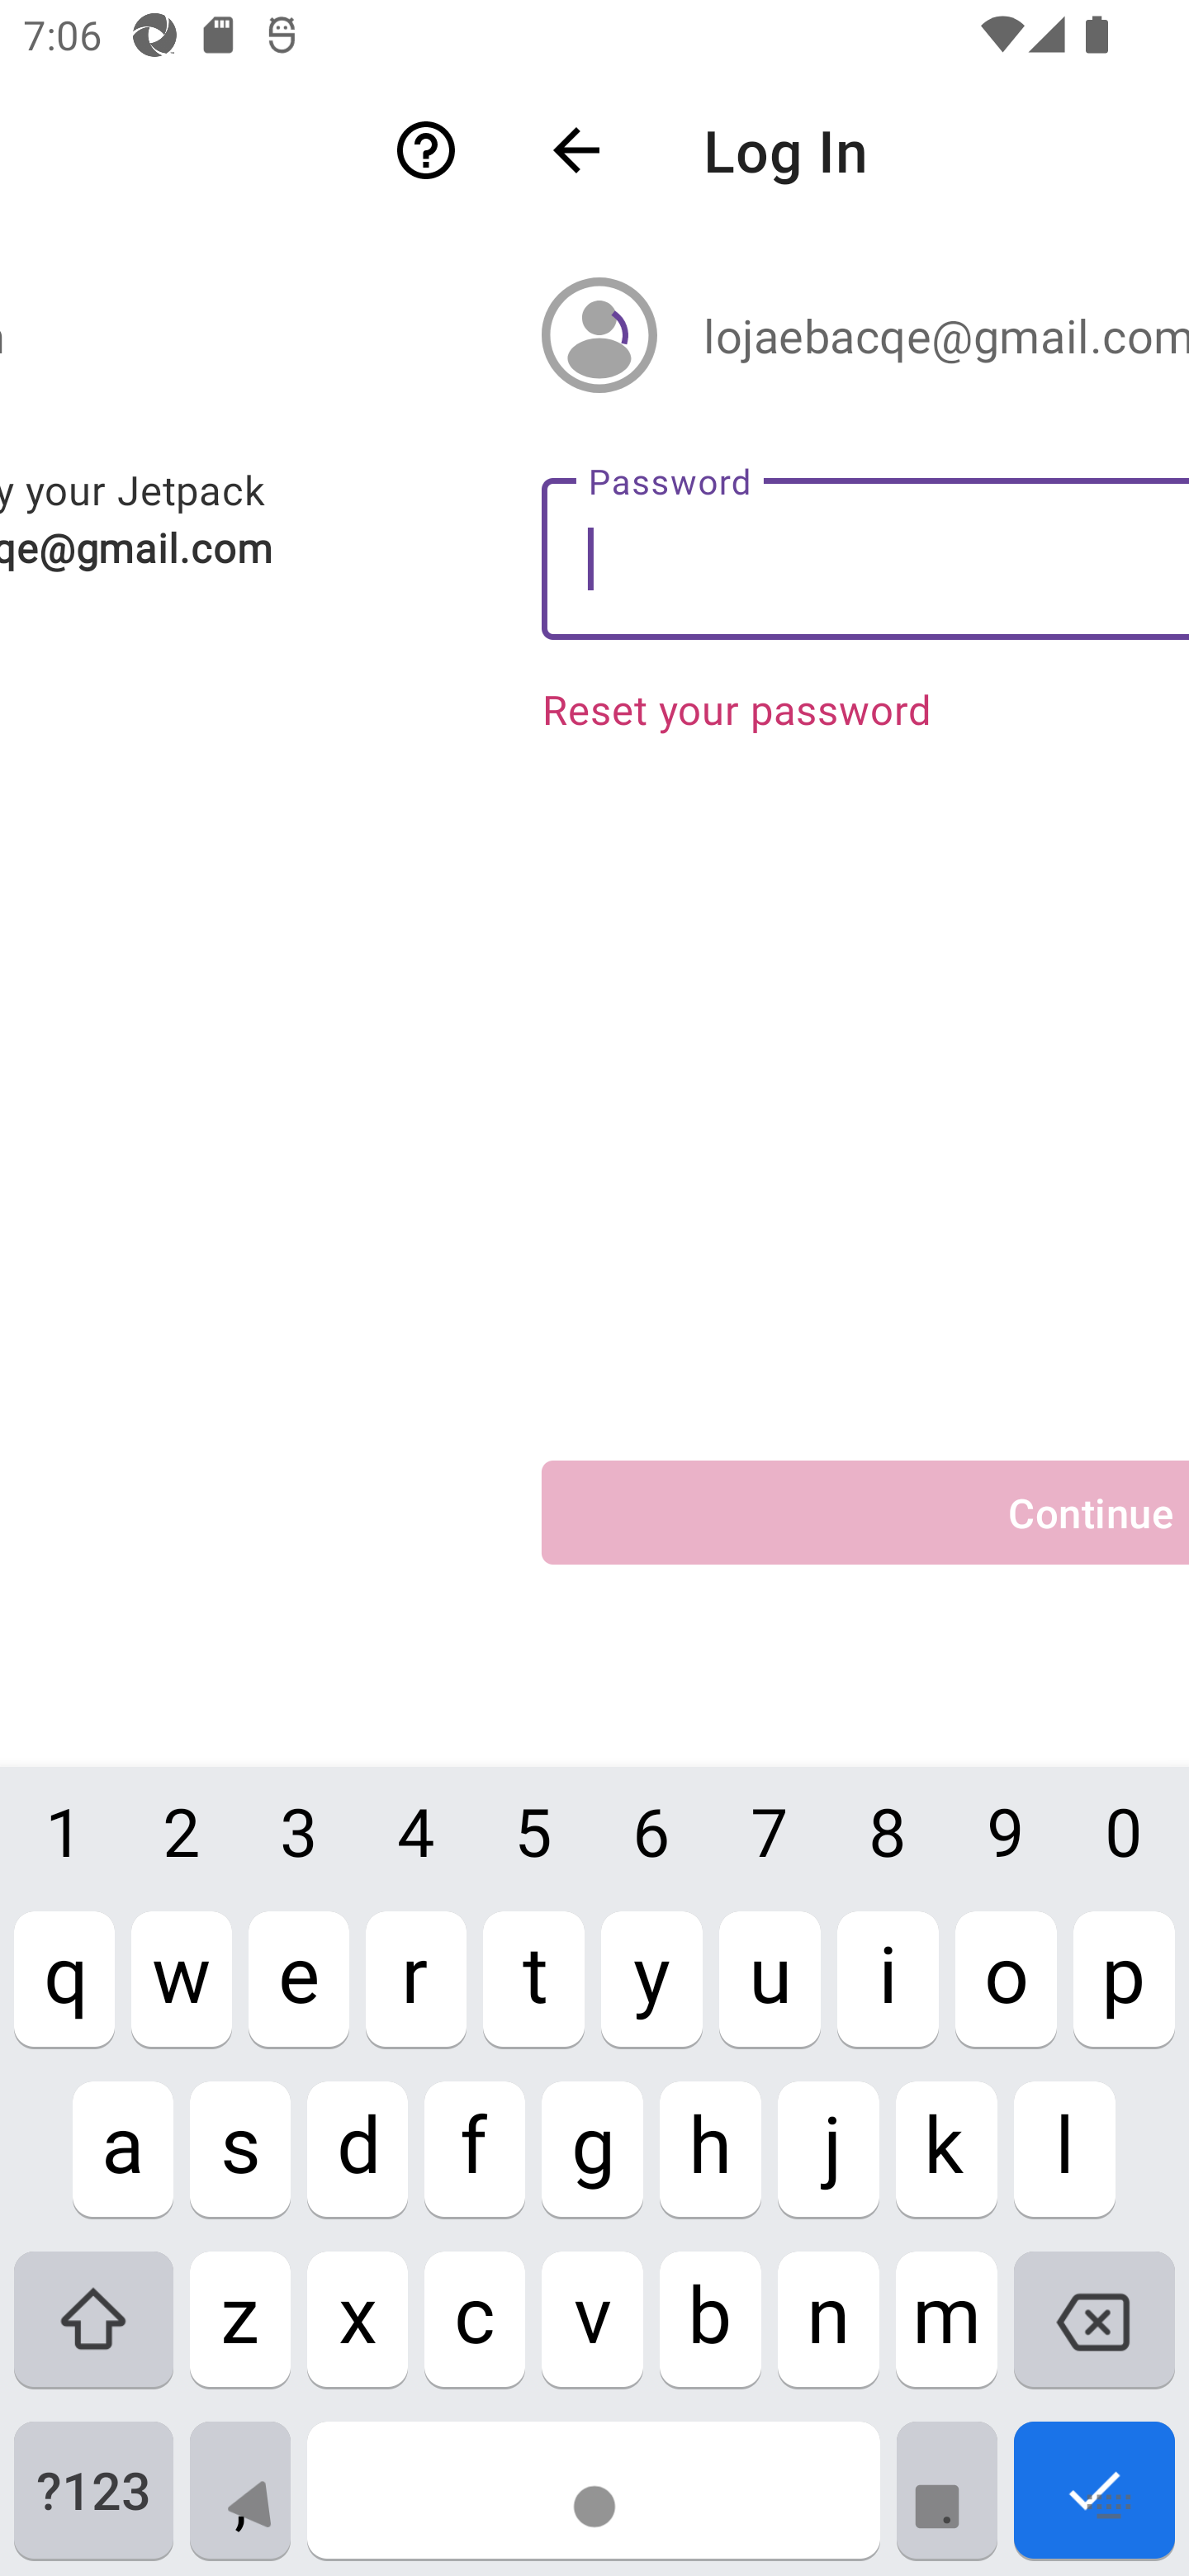 7:06
Log In
lojaebacqe@gmail.com
y your Jetpack
qe@gmail.com
Password
Reset your password
Continue
1 2 3 4 5 6 7 8 9 0
q w e r t y u i o p
a s d f g h j k l
z x c v b n m
?123 , .